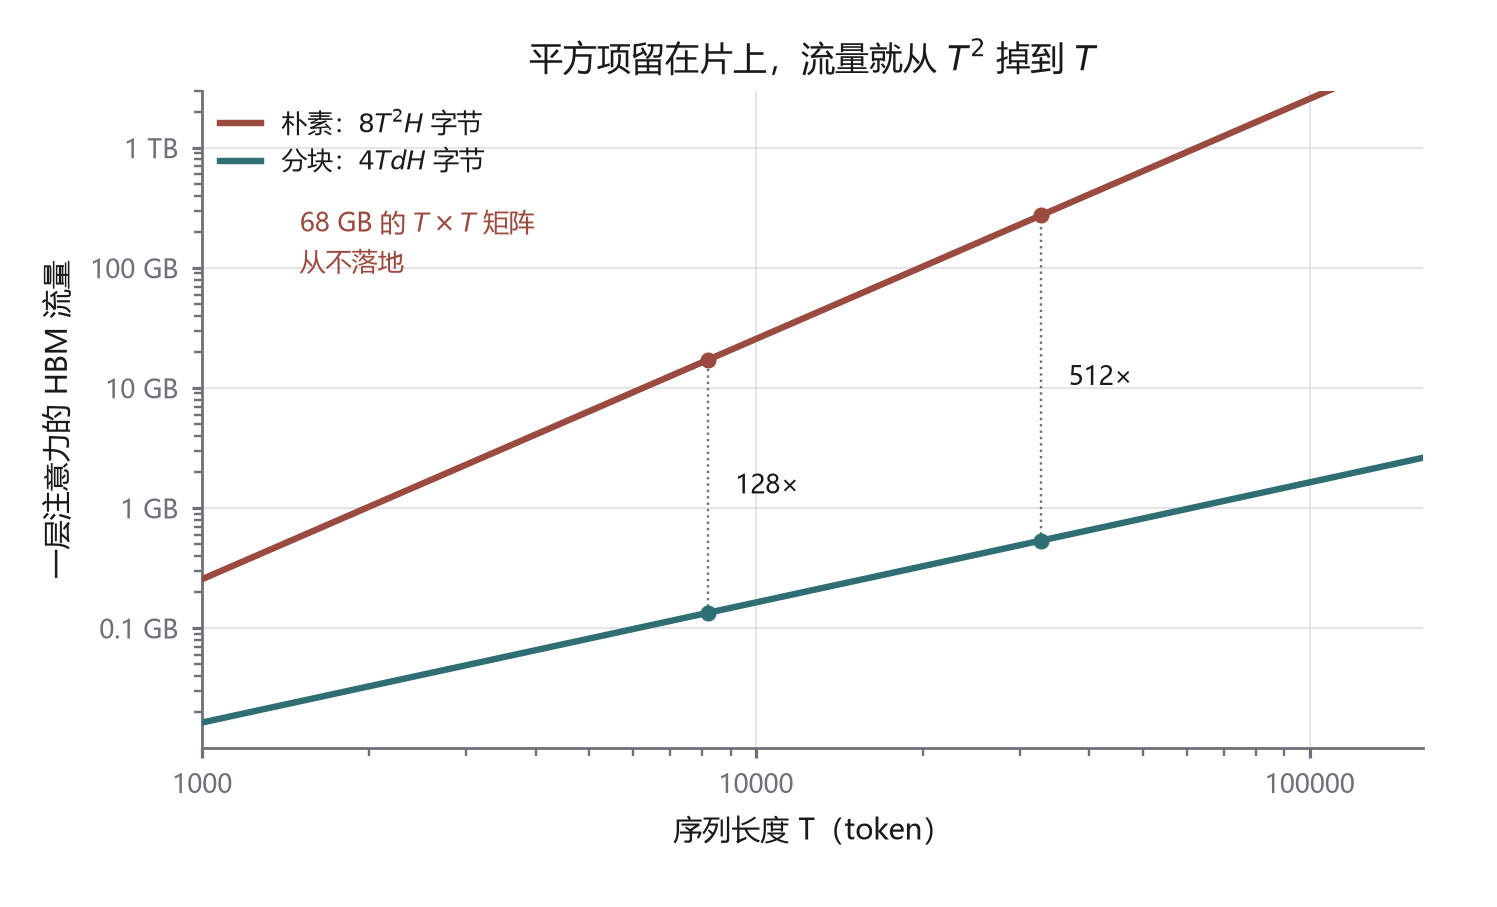 平方项留在片上，流量就从 T² 掉到 T
朴素：8T²H 字节
分块：4TdH 字节
68 GB 的 T × T 矩阵
从不落地
1 TB
100 GB
10 GB
1 GB
0.1 GB
一层注意力的 HBM 流量
128×
512×
1000
10000
100000
序列长度 T（token）